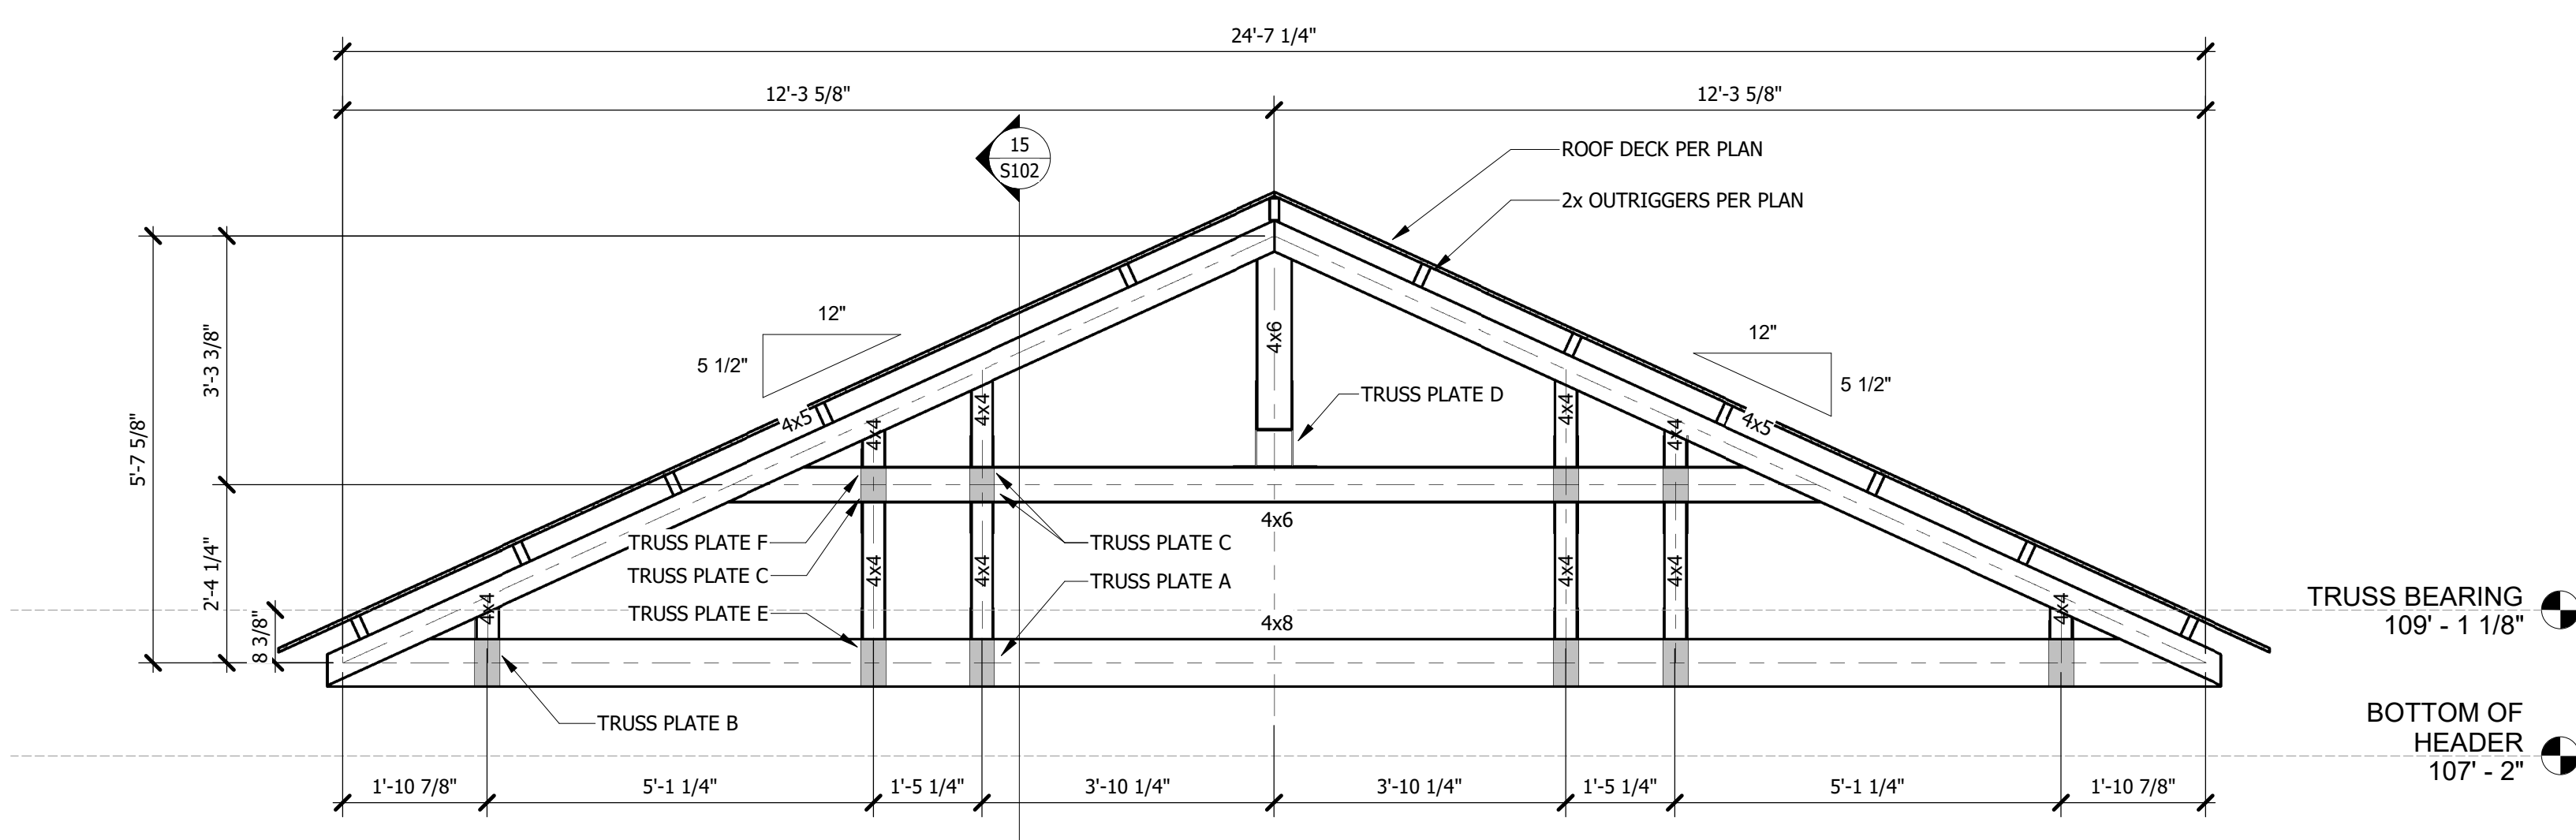 24'-7 1/4"
12'-3 5/8"
12'-3 5/8"
15
S102
ROOF DECK PER PLAN
2x OUTRIGGERS PER PLAN
12"
5 1/2"
12"
5 1/2"
5'-7 5/8"
3'-3 3/8"
2'-4 1/4"
8 3/8"
4x6
TRUSS PLATE D
4x5
4x5
4x4
4x4
4x4
4x4
TRUSS PLATE F
TRUSS PLATE C
TRUSS PLATE E
TRUSS PLATE C
TRUSS PLATE A
4x6
4x4
4x4
4x4
4x4
4x4
4x4
4x8
TRUSS PLATE B
TRUSS BEARING
109' - 1 1/8"
BOTTOM OF
HEADER
107' - 2"
1'-10 7/8"
5'-1 1/4"
1'-5 1/4"
3'-10 1/4"
3'-10 1/4"
1'-5 1/4"
5'-1 1/4"
1'-10 7/8"